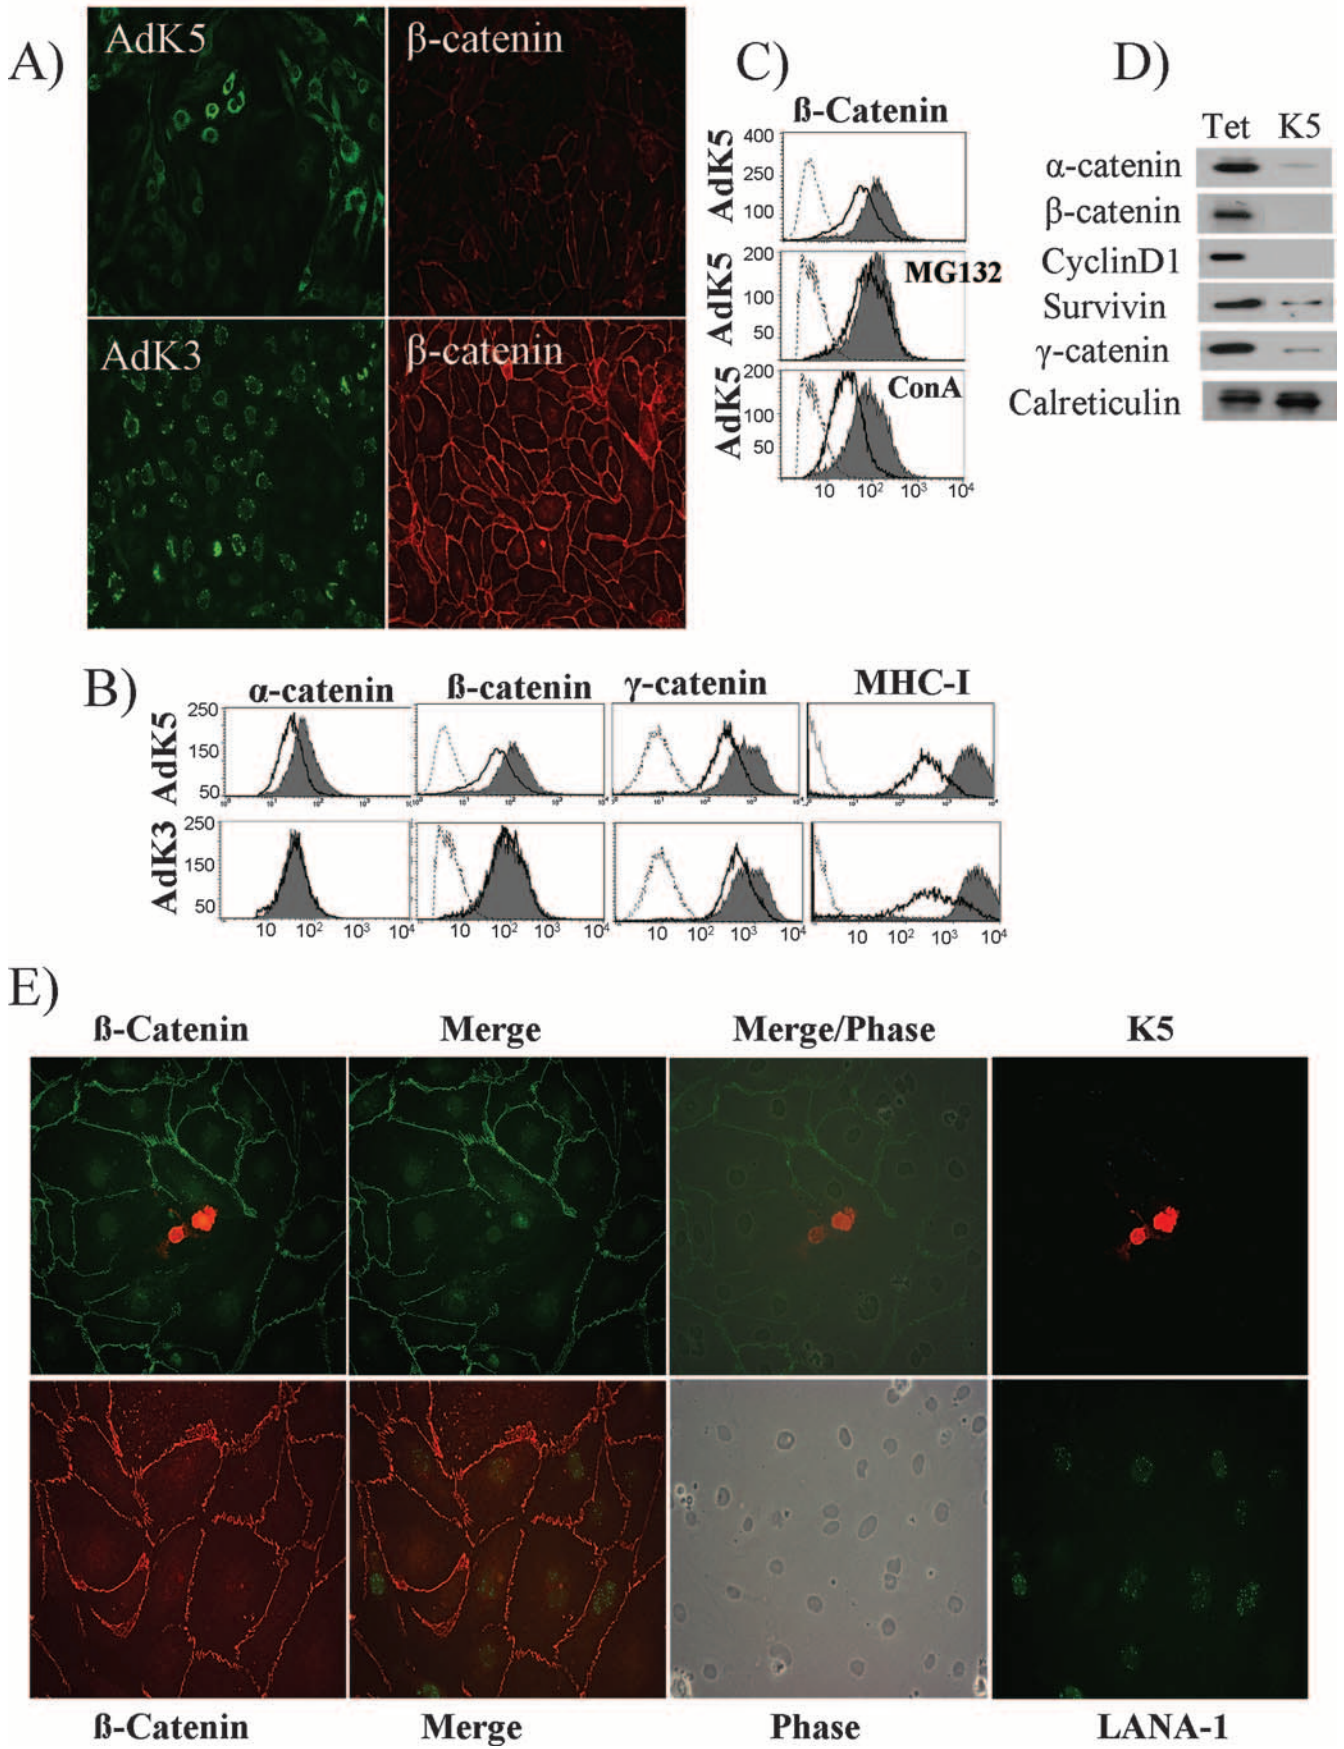 A)
AdK5
β-catenin
AdK3
β-catenin
C)
ß-Catenin
AdK5
400
250
100
AdK5
200
100
50
MG132
AdK5
200
100
50
ConA
10 10² 10³ 10⁴
D)
Tet K5
α-catenin
β-catenin
CyclinD1
Survivin
γ-catenin
Calreticulin
B)
α-catenin ß-catenin γ-catenin MHC-I
AdK5
250
150
50
AdK3
250
150
50
10 10² 10³ 10⁴ 10 10² 10³ 10⁴ 10 10² 10³ 10⁴ 10 10² 10³ 10⁴
E)
ß-Catenin Merge Merge/Phase K5
ß-Catenin Merge Phase LANA-1